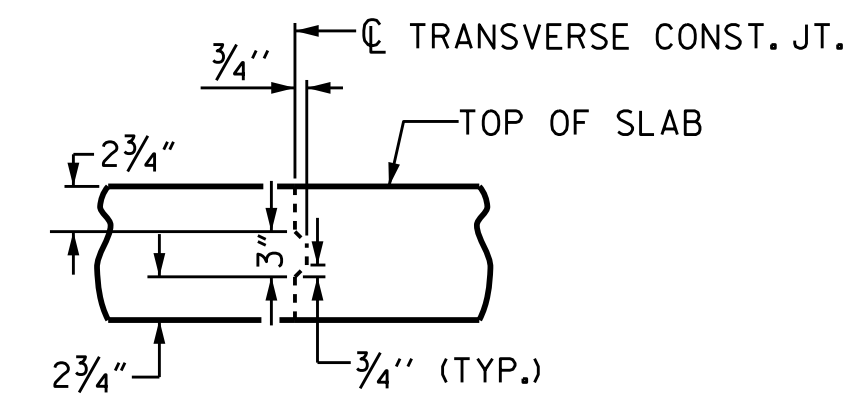 ℄ TRANSVERSE CONST. JT.
3/4''
TOP OF SLAB
2 3/4"
3"
2 3/4"
3/4'' (TYP.)